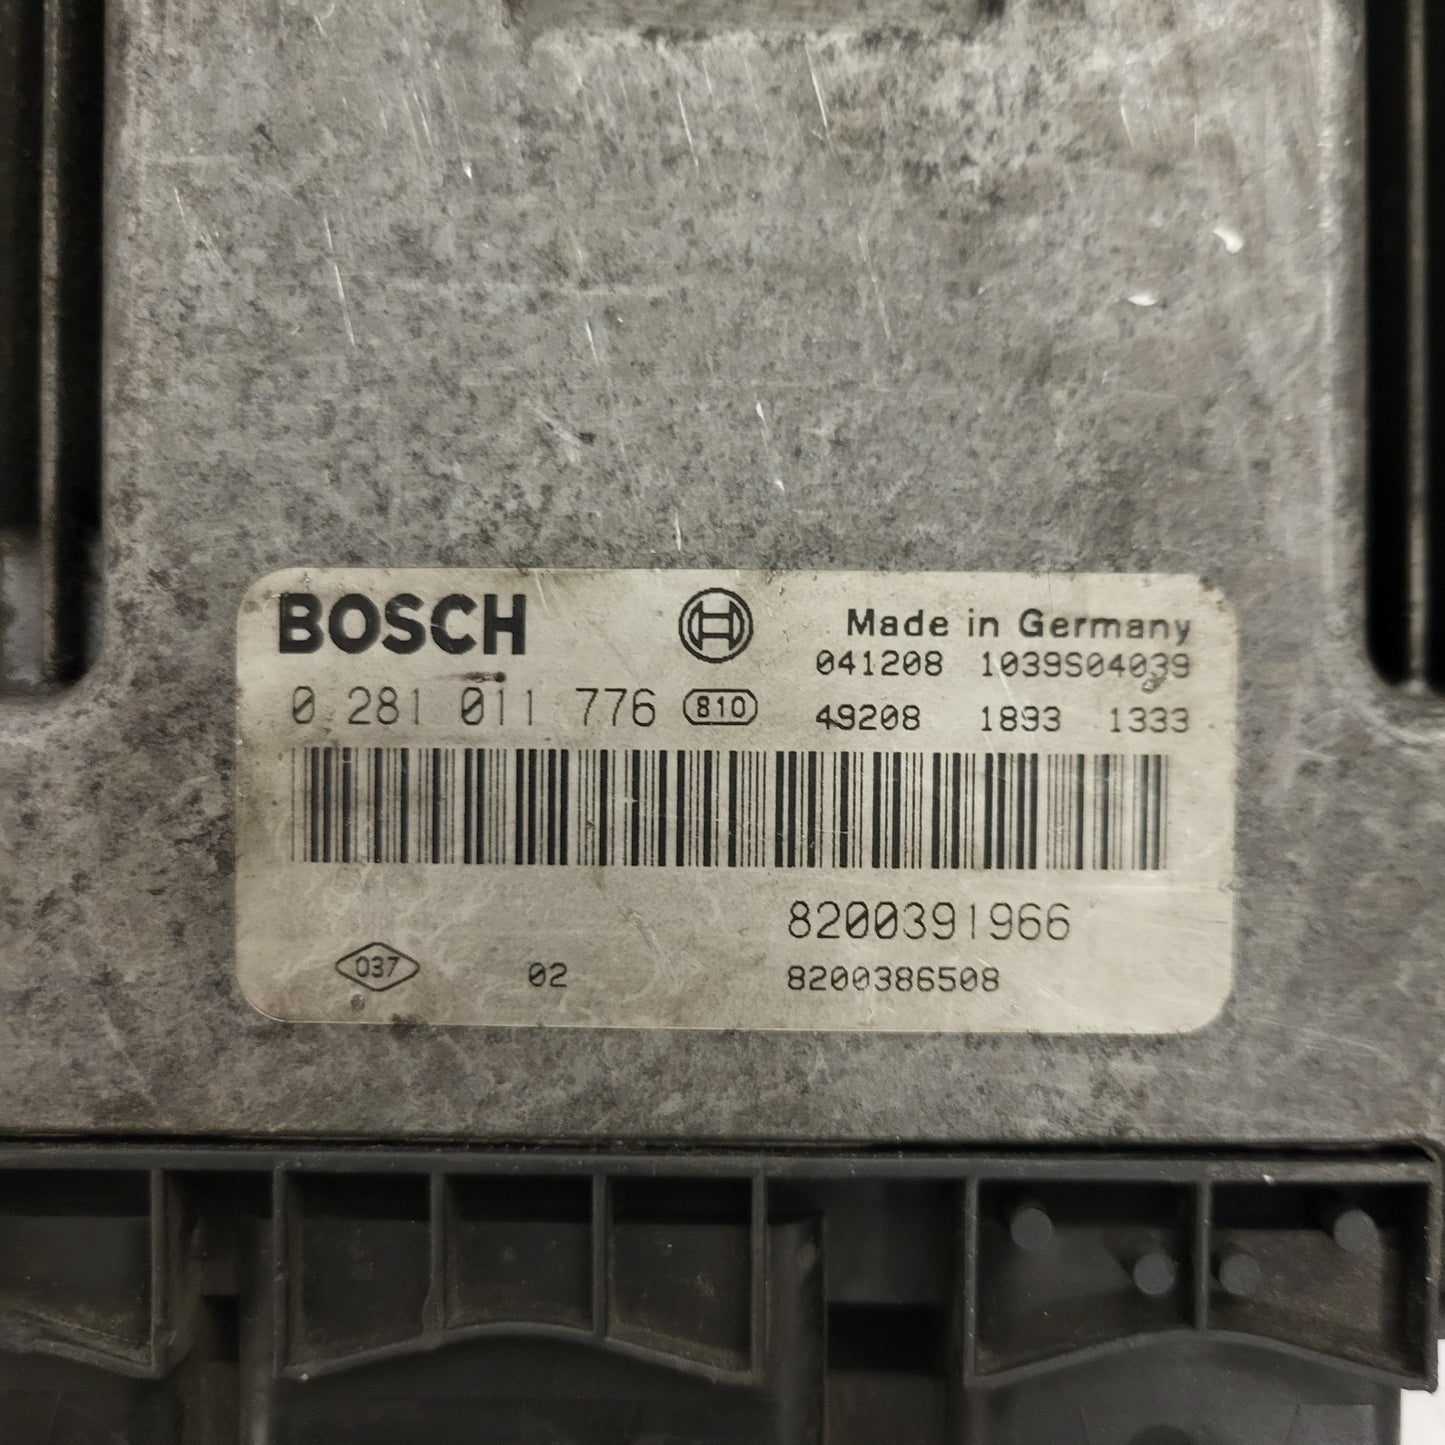 BOSCH
Made in Germany
041208 1039S04039
0 281 011 776 810
49208 1893 1333
8200391966
037 02 8200386508